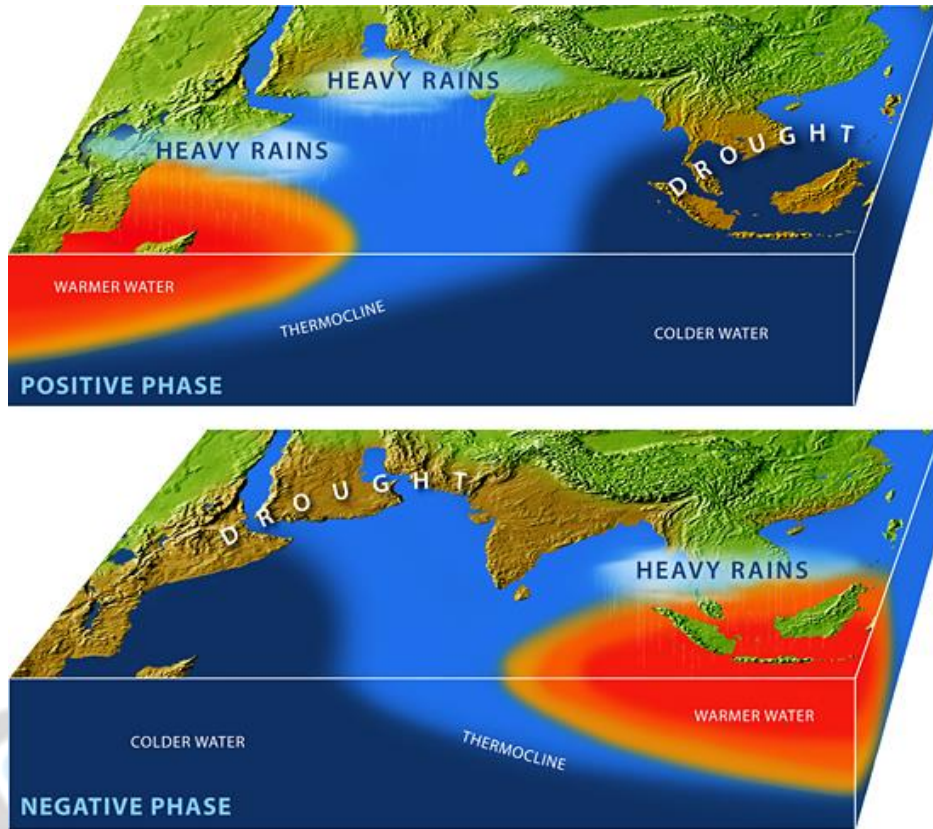 HEAVY RAINS
HEAVY RAINS
DROUGHT
WARMER WATER
THERMOCLINE
COLDER WATER
POSITIVE PHASE
DROUGHT
HEAVY RAINS
WARMER WATER
COLDER WATER
THERMOCLINE
NEGATIVE PHASE